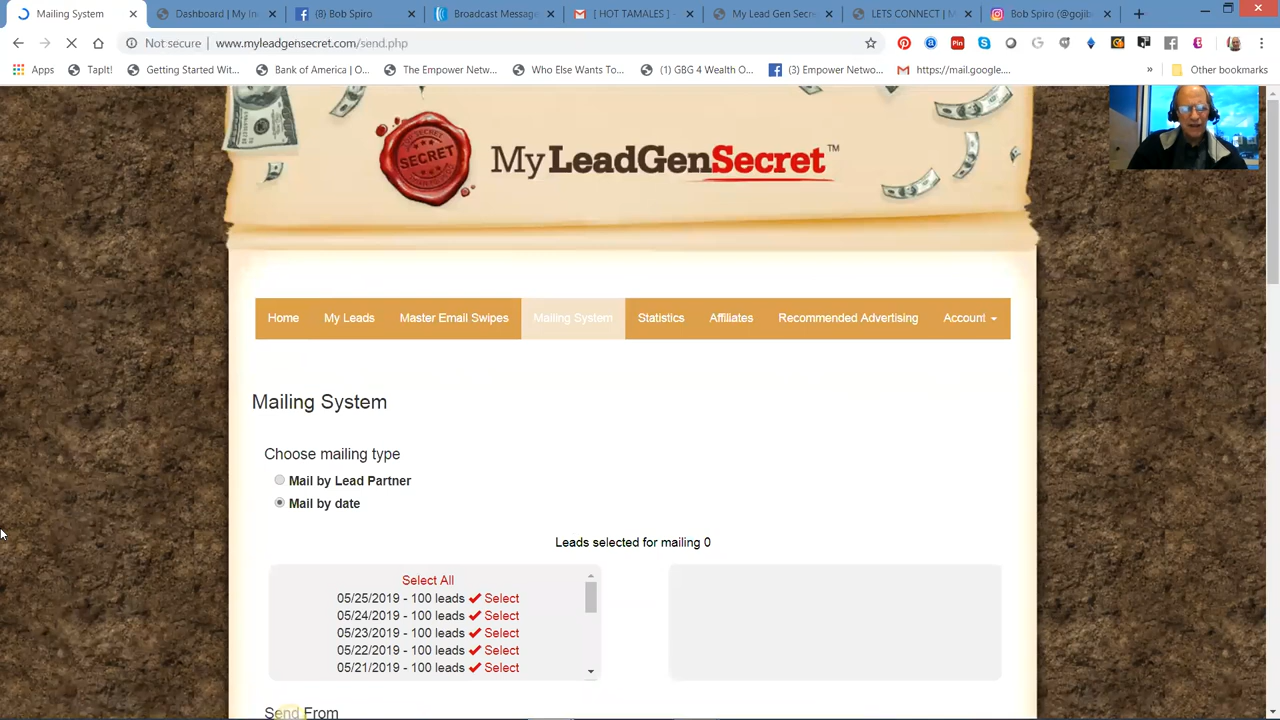 Mailing System
Dashboard | My In
(8) Bob Spiro
Broadcast Message
[ HOT TAMALES ] -
My Lead Gen Secre
LETS CONNECT | M
Bob Spiro (@gojib
Not secure | www.myleadgensecret.com/send.php
Apps
TapIt!
Getting Started Wit...
Bank of America | O...
The Empower Netw...
Who Else Wants To...
(1) GBG 4 Wealth O...
(3) Empower Netwo...
https://mail.google....
» Other bookmarks
SECRET
My LeadGenSecret™
Home
My Leads
Master Email Swipes
Mailing System
Statistics
Affiliates
Recommended Advertising
Account
Mailing System
Choose mailing type
Mail by Lead Partner
Mail by date
Leads selected for mailing 0
Select All
05/25/2019 - 100 leads ✔ Select
05/24/2019 - 100 leads ✔ Select
05/23/2019 - 100 leads ✔ Select
05/22/2019 - 100 leads ✔ Select
05/21/2019 - 100 leads ✔ Select
Send From